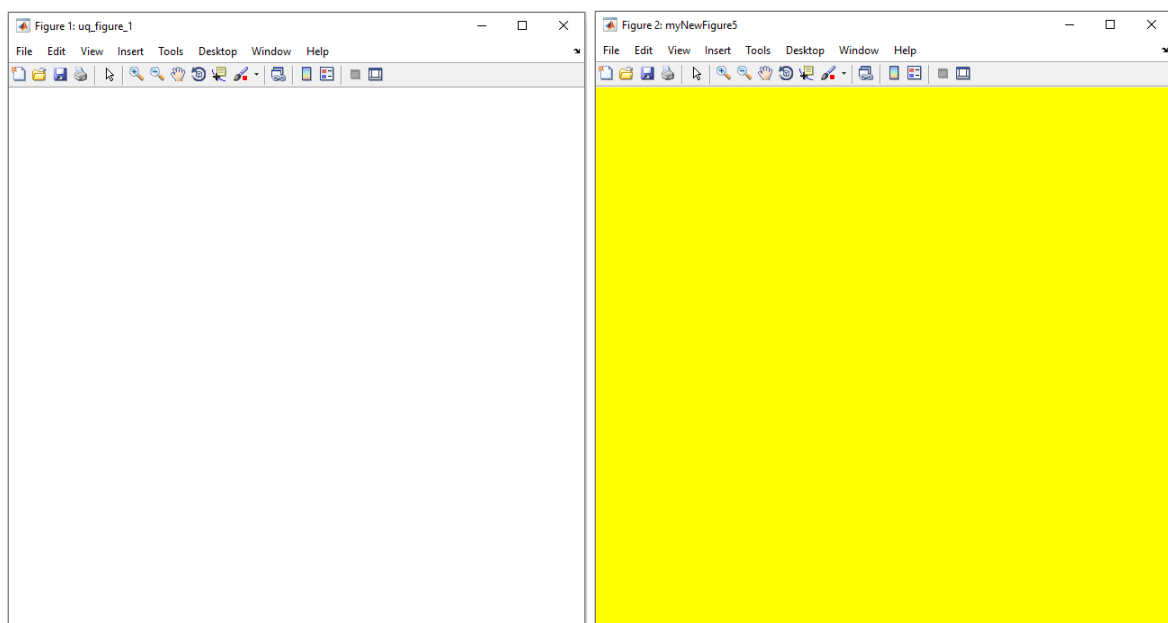 Figure 1: uq_figure_1
File Edit View Insert Tools Desktop Window Help
Figure 2: myNewFigure5
File Edit View Insert Tools Desktop Window Help